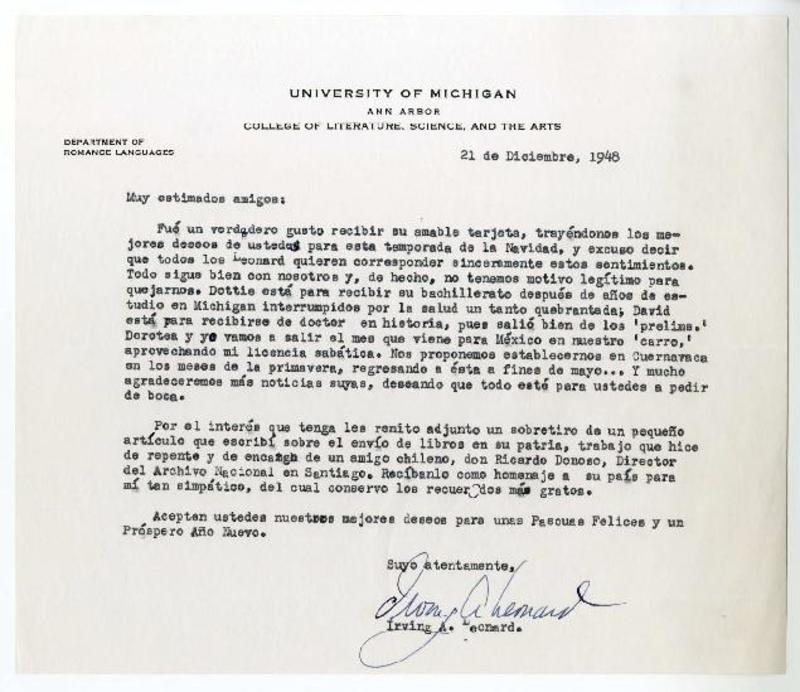 UNIVERSITY OF MICHIGAN
ANN ARBOR
COLLEGE OF LITERATURE, SCIENCE, AND THE ARTS
DEPARTMENT OF
ROMANCE LANGUAGES
21 de Diciembre, 1948
Muy estimados amigos:
Fué un verdadero gusto recibir su amable tarjeta, trayéndonos los me-
jores deseos de ustedes para esta temporada de la Navidad, y excuso decir
que todos los Leonard quieren corresponder sinceramente estos sentimientos.
Todo sigue bien con nosotros y, de hecho, no tenemos motivo legítimo para
quejarnos. Dottie está para recibir su bachillerato después de años de es-
tudio en Michigan interrumpidos por la salud un tanto quebrantada; David
está para recibirse de doctor en historia, pues salió bien de los 'prelims.'
Dorotea y yo vamos a salir el mes que viene para México en nuestro 'carro,'
aprovechando mi licencia sabática. Nos proponemos establecernos en Cuernavaca
en los meses de la primavera, regresando a ésta a fines de mayo... Y mucho
agradeceremos más noticias suyas, deseando que todo esté para ustedes a pedir
de boca.
Por el interés que tenga les remito adjunto un sobretiro de un pequeño
artículo que escribí sobre el envío de libros en su patria, trabajo que hice
de repente y de encargo de un amigo chileno, don Ricardo Donoso, Director
del Archivo Nacional en Santiago. Recíbanlo como homenaje a su país para
mí tan simpático, del cual conservo los recuerdos más gratos.
Acepten ustedes nuestros mejores deseos para unas Pascuas Felices y un
Próspero Año Nuevo.
Suyo atentamente,
Irving A Leonard
Irving A. Leonard.